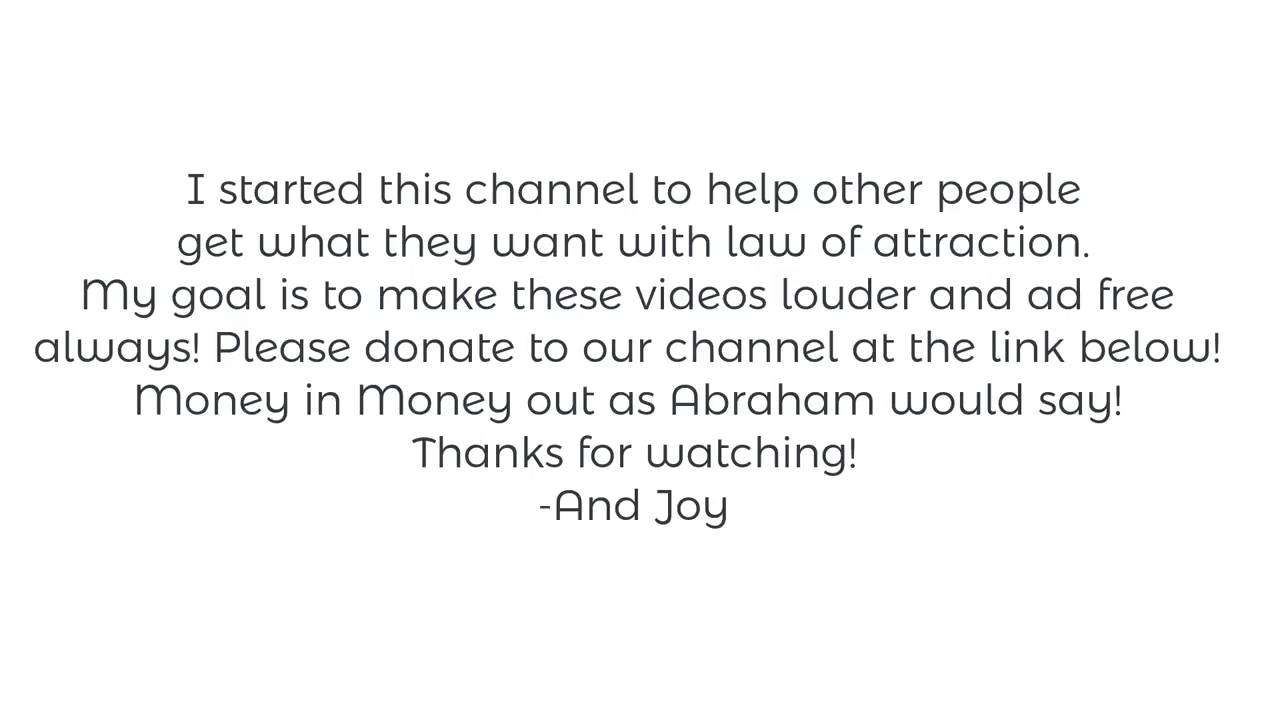 I started this channel to help other people
get what they want with law of attraction.
My goal is to make these videos louder and ad free
always! Please donate to our channel at the link below!
Money in Money out as Abraham would say!
Thanks for watching!
-And Joy